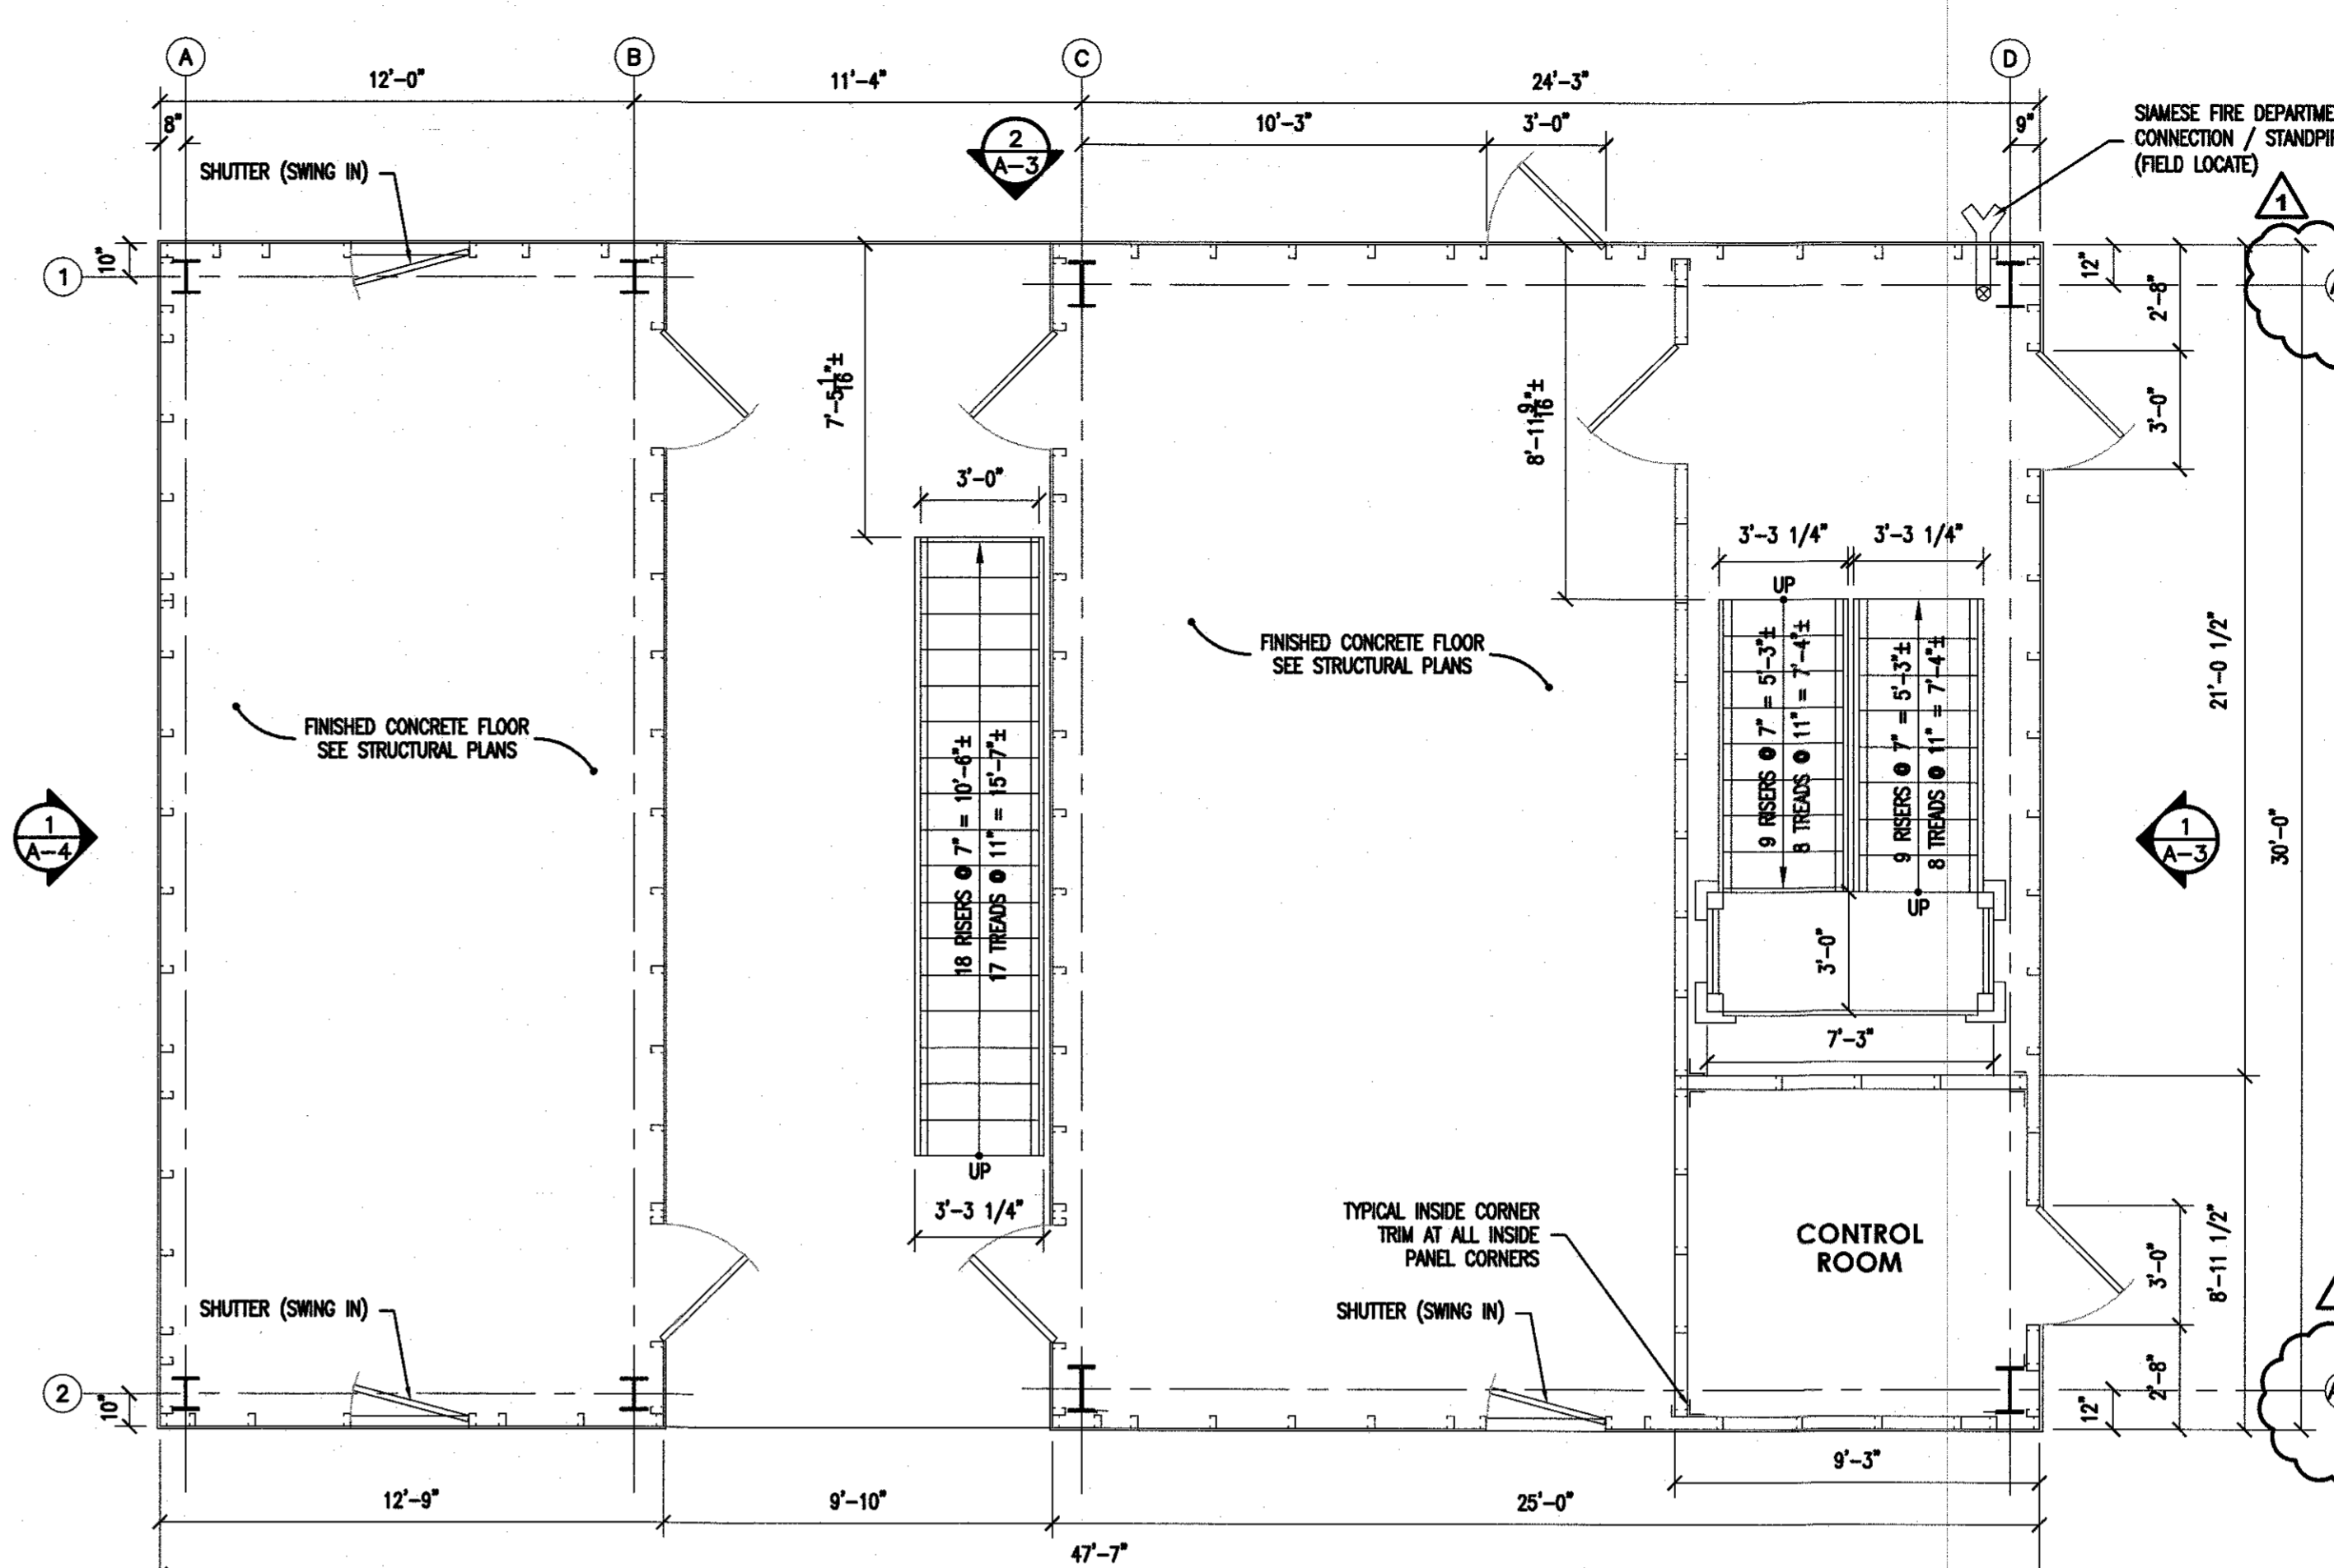 A
B
C
D
12'-0"
11'-4"
24'-3"
8"
10'-3"
3'-0"
9"
SIAMESE FIRE
CONNECTION /
(FIELD LOCATE)
SHUTTER (SWING IN)
2
A-3
1
1
10"
12"
2'-8"
7'-5 1/16"±
8'-11 9/16"±
3'-0"
3'-0"
3'-3 1/4"
3'-3 1/4"
UP
FINISHED CONCRETE FLOOR
SEE STRUCTURAL PLANS
FINISHED CONCRETE FLOOR
SEE STRUCTURAL PLANS
21'-0 1/2"
30'-0"
18 RISERS @ 7" = 10'-6"±
17 TREADS @ 11" = 15'-7"±
9 RISERS @ 7" = 5'-3"±
8 TREADS @ 11" = 7'-4"±
9 RISERS @ 7" = 5'-3"±
8 TREADS @ 11" = 7'-4"±
1
A-4
1
A-3
UP
3'-0"
7'-3"
UP
3'-3 1/4"
TYPICAL INSIDE CORNER
TRIM AT ALL INSIDE
PANEL CORNERS
CONTROL
ROOM
3'-0"
8'-11 1/2"
SHUTTER (SWING IN)
SHUTTER (SWING IN)
2
10"
12"
2'-8"
9'-3"
12'-9"
9'-10"
25'-0"
47'-7"